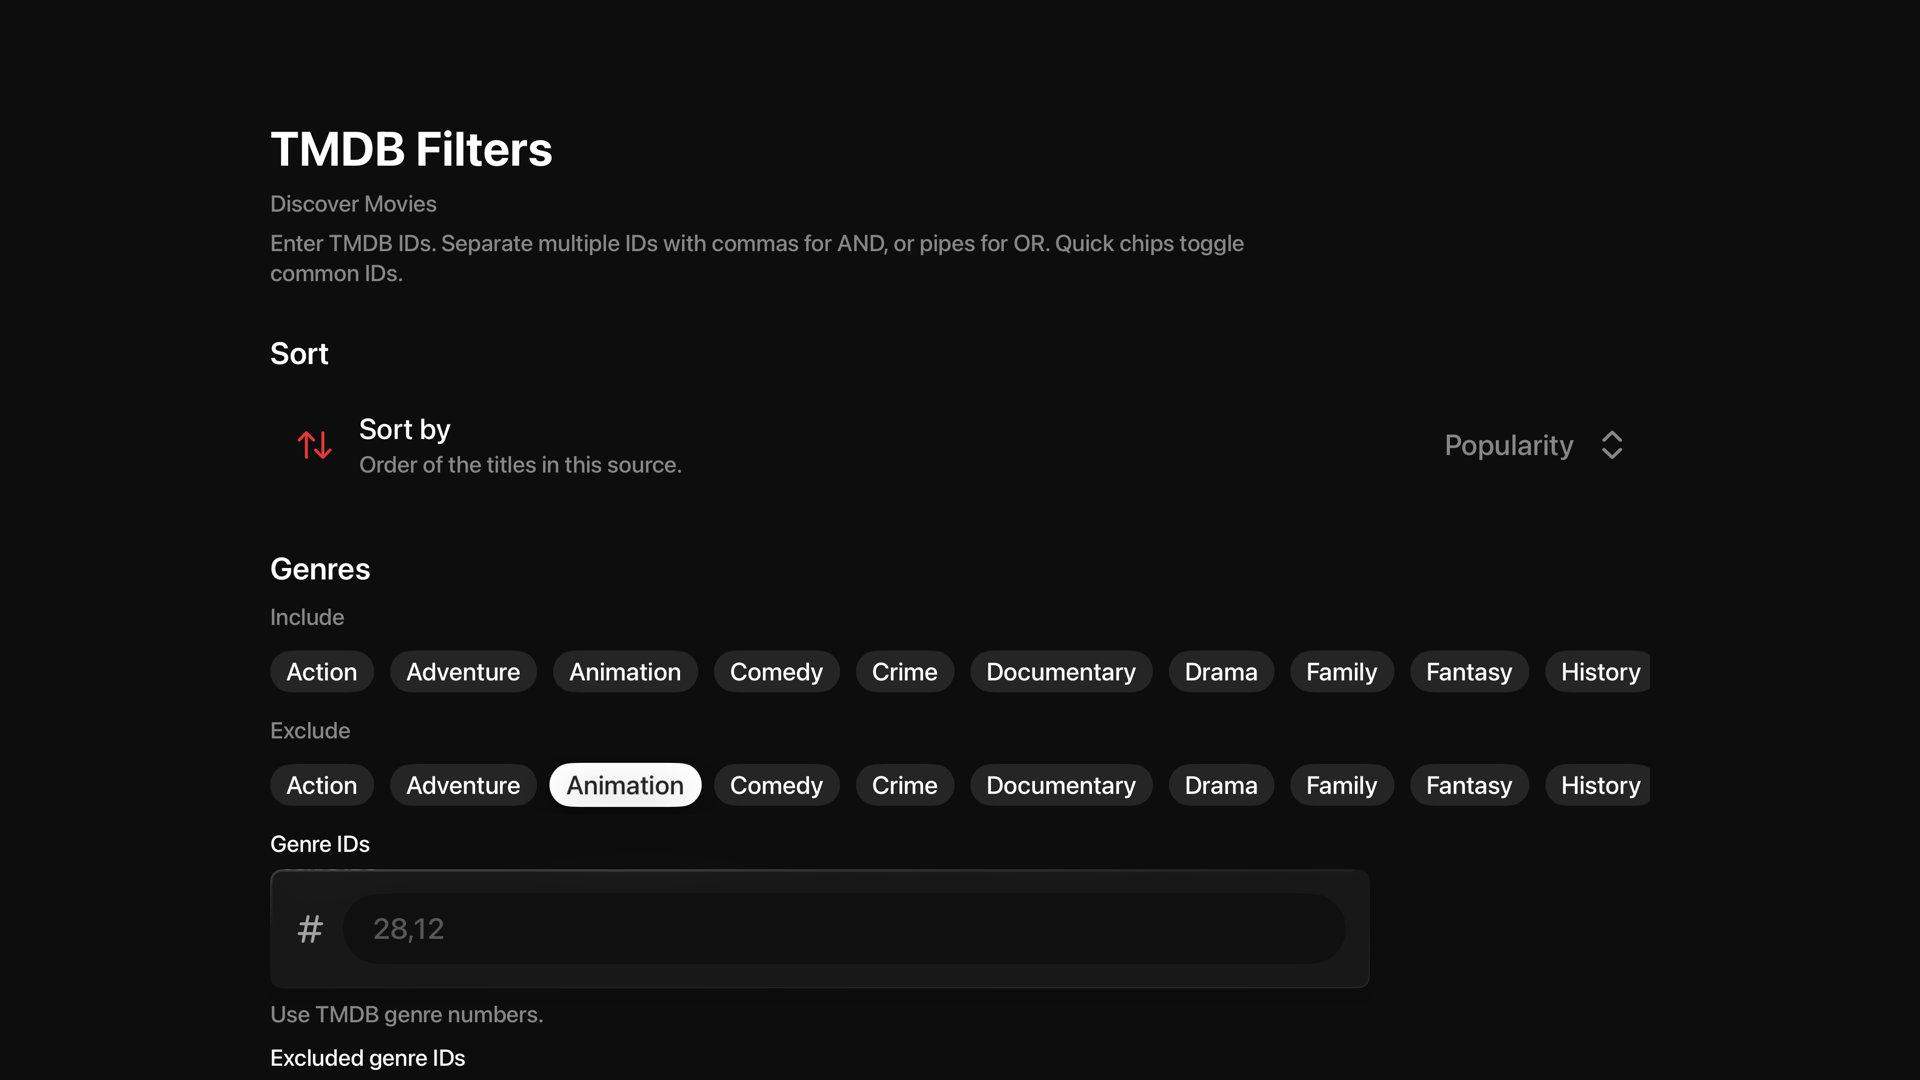 TMDB Filters
Discover Movies
Enter TMDB IDs. Separate multiple IDs with commas for AND, or pipes for OR. Quick chips toggle
common IDs.
Sort
Sort by
Order of the titles in this source.
Popularity
Genres
Include
Action Adventure Animation Comedy Crime Documentary Drama Family Fantasy History
Exclude
Action Adventure Animation Comedy Crime Documentary Drama Family Fantasy History
Genre IDs
# 28,12
Use TMDB genre numbers.
Excluded genre IDs